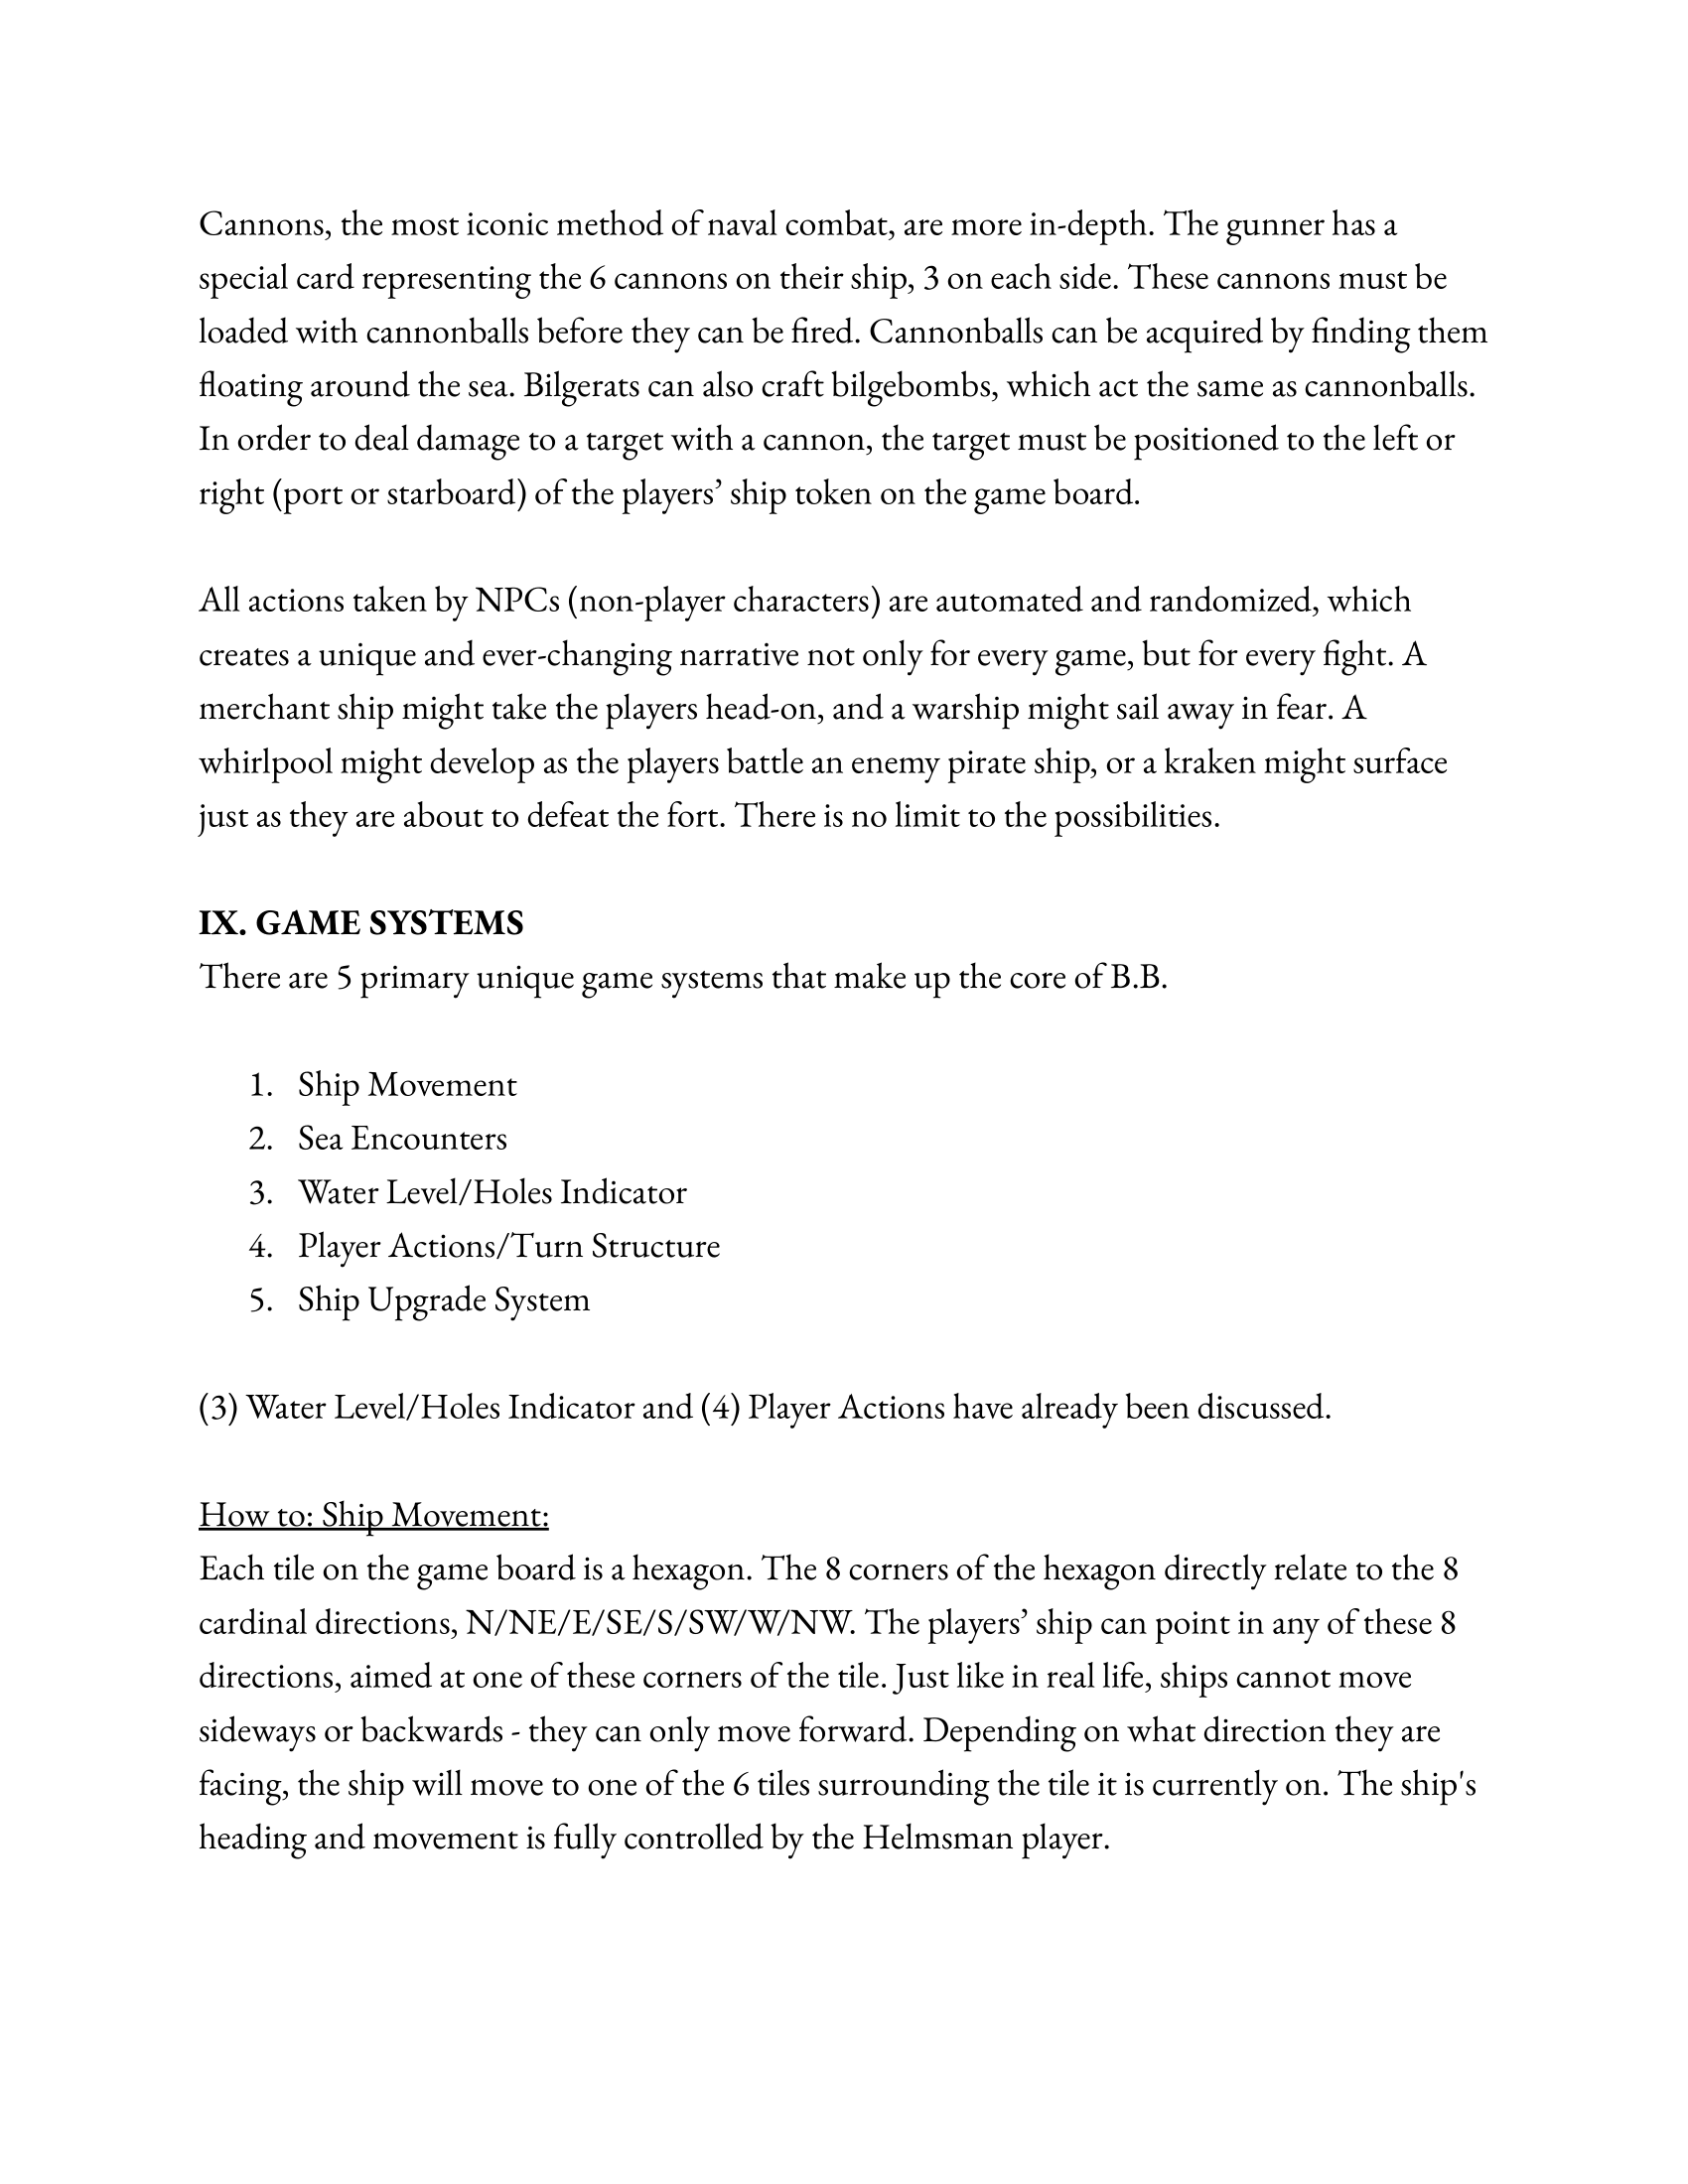 Cannons, the most iconic method of naval combat, are more in-depth. The gunner has a
special card representing the 6 cannons on their ship, 3 on each side. These cannons must be
loaded with cannonballs before they can be fired. Cannonballs can be acquired by finding them
floating around the sea. Bilgerats can also craft bilgebombs, which act the same as cannonballs.
In order to deal damage to a target with a cannon, the target must be positioned to the left or
right (port or starboard) of the players’ ship token on the game board.
All actions taken by NPCs (non-player characters) are automated and randomized, which
creates a unique and ever-changing narrative not only for every game, but for every fight. A
merchant ship might take the players head-on, and a warship might sail away in fear. A
whirlpool might develop as the players battle an enemy pirate ship, or a kraken might surface
just as they are about to defeat the fort. There is no limit to the possibilities.
IX. GAME SYSTEMS
There are 5 primary unique game systems that make up the core of B.B.
1. Ship Movement
2. Sea Encounters
3. Water Level/Holes Indicator
4. Player Actions/Turn Structure
5. Ship Upgrade System
(3) Water Level/Holes Indicator and (4) Player Actions have already been discussed.
How to: Ship Movement:
Each tile on the game board is a hexagon. The 8 corners of the hexagon directly relate to the 8
cardinal directions, N/NE/E/SE/S/SW/W/NW. The players’ ship can point in any of these 8
directions, aimed at one of these corners of the tile. Just like in real life, ships cannot move
sideways or backwards - they can only move forward. Depending on what direction they are
facing, the ship will move to one of the 6 tiles surrounding the tile it is currently on. The ship's
heading and movement is fully controlled by the Helmsman player.